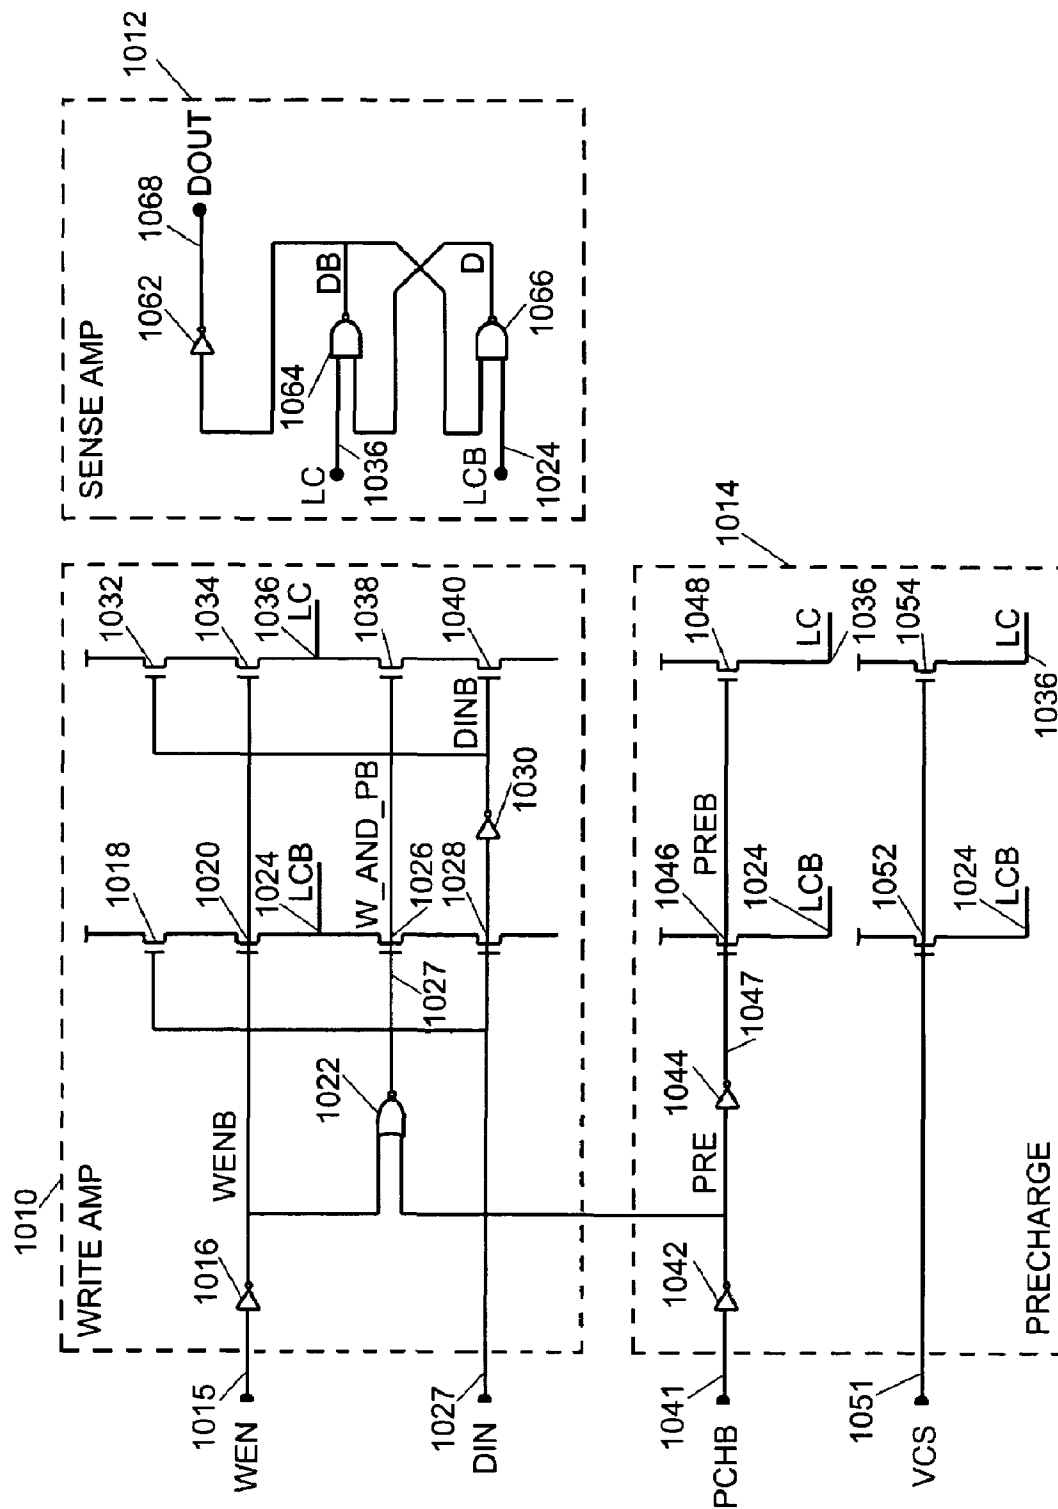 1010
WRITE AMP
WEN
1015
1016
WENB
1018
1020
1024
LCB
1022
1027
W_AND_PB
1026
1028
1030
DINB
1032
1034
1036
LC
1038
1040
DIN
1027
SENSE AMP
1012
1062
1068
DOUT
1064
DB
LC
1036
D
1066
LCB
1024
1014
PRECHARGE
PCHB
1041
1042
PRE
1044
1047
1046
PREB
1024
LCB
1048
LC
1036
VCS
1051
1052
1024
LCB
1054
LC
1036